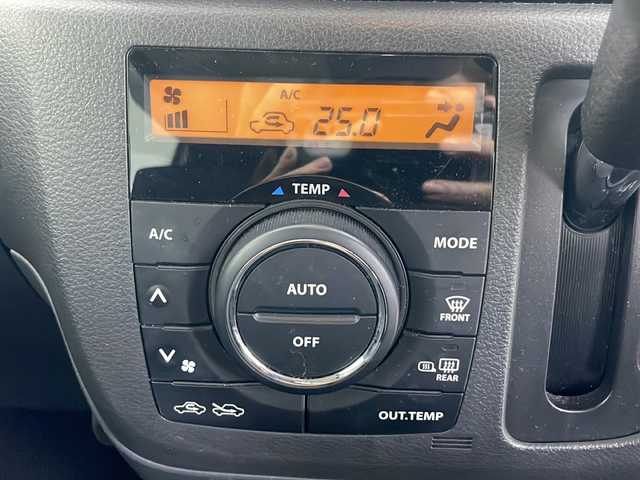 A/C
25.0
TEMP
A/C
MODE
AUTO
FRONT
OFF
REAR
OUT.TEMP